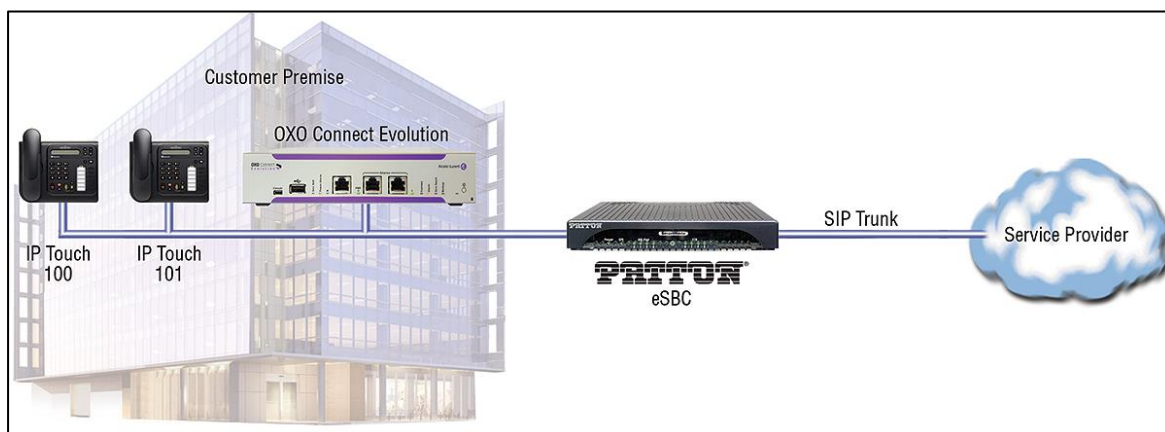 Customer Premise
OXO Connect Evolution
IP Touch
100
IP Touch
101
PATTON
eSBC
SIP Trunk
Service Provider